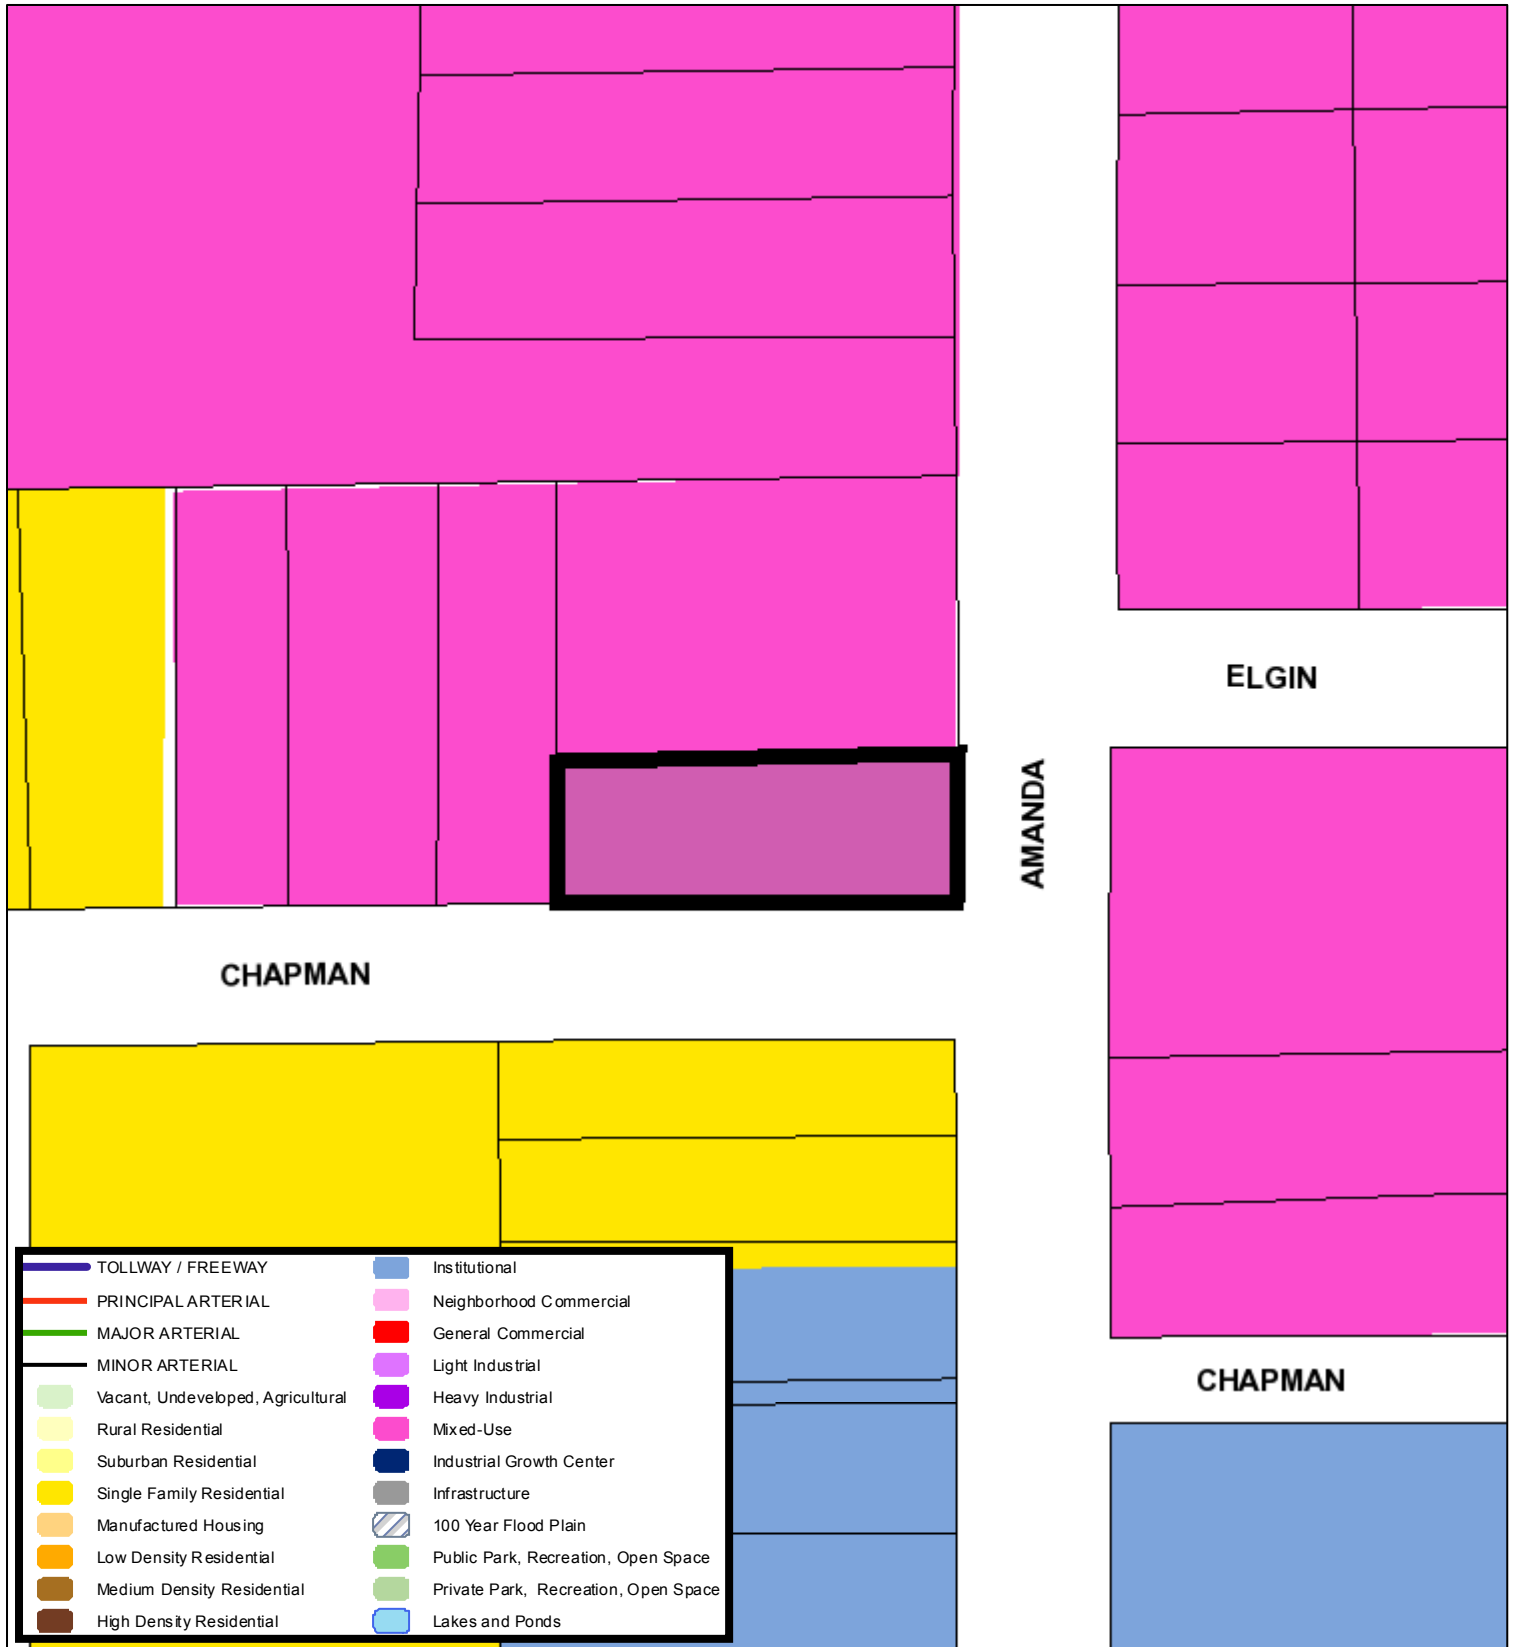 ELGIN
AMANDA
CHAPMAN
TOLLWAY / FREEWAY
PRINCIPAL ARTERIAL
MAJOR ARTERIAL
MINOR ARTERIAL
Vacant, Undeveloped, Agricultural
Rural Residential
Suburban Residential
Single Family Residential
Manufactured Housing
Low Density Residential
Medium Density Residential
High Density Residential
Institutional
Neighborhood Commercial
General Commercial
Light Industrial
Heavy Industrial
Mixed-Use
Industrial Growth Center
Infrastructure
100 Year Flood Plain
Public Park, Recreation, Open Space
Private Park, Recreation, Open Space
Lakes and Ponds
CHAPMAN